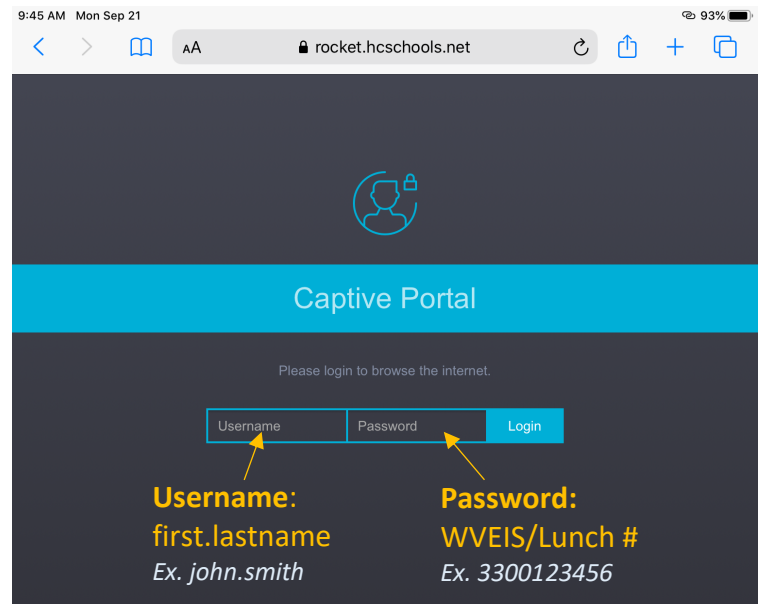 9:45 AM Mon Sep 21 93%
AA rocket.hcschools.net
Captive Portal
Please login to browse the internet.
Username Password Login
Username: Password:
first.lastname WVEIS/Lunch #
Ex. john.smith Ex. 3300123456